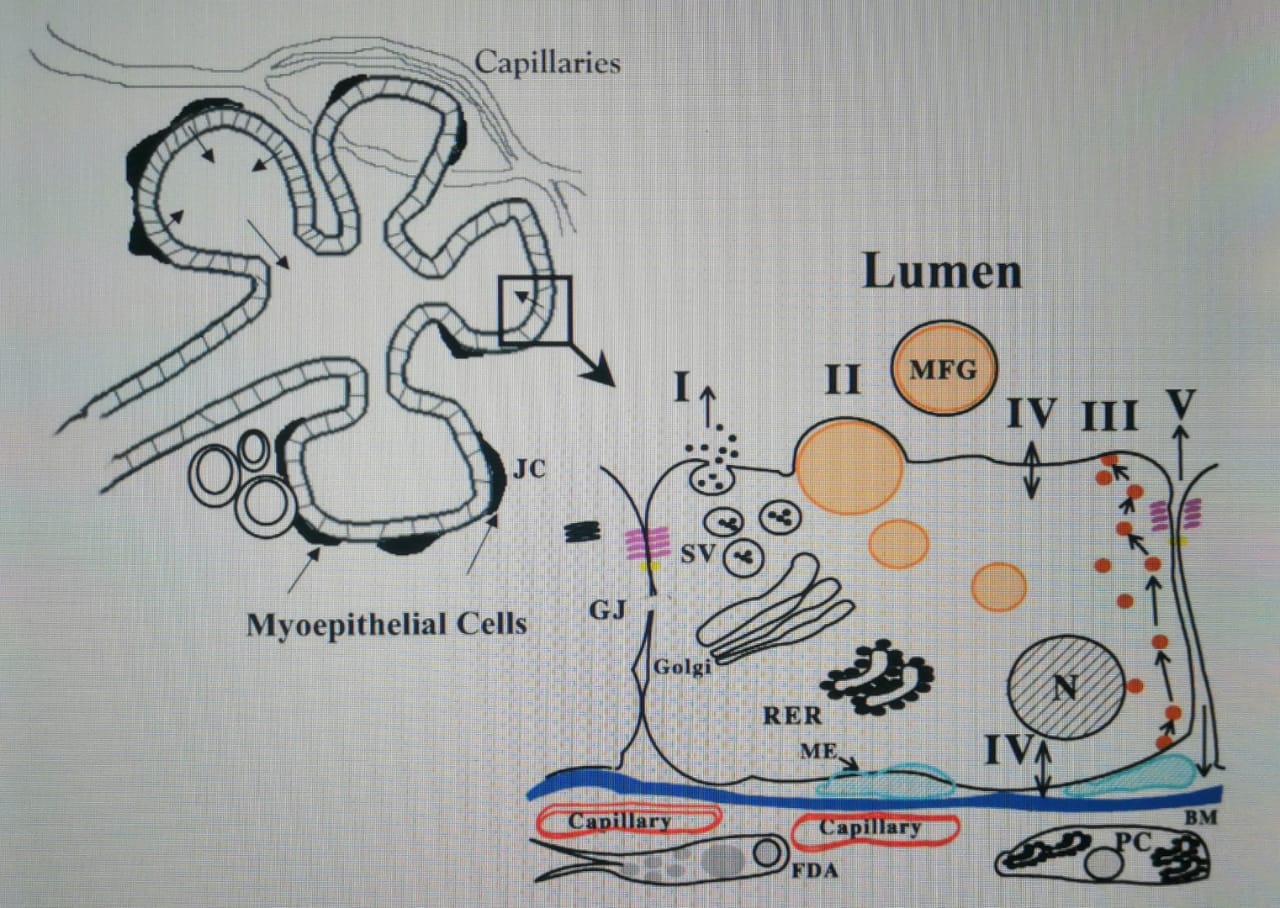 Capillaries
Lumen
MFG
I
II
IV
III
V
JC
SV
GJ
Myoepithelial Cells
Golgi
N
RER
ME
IV
BM
Capillary
Capillary
PC
FDA